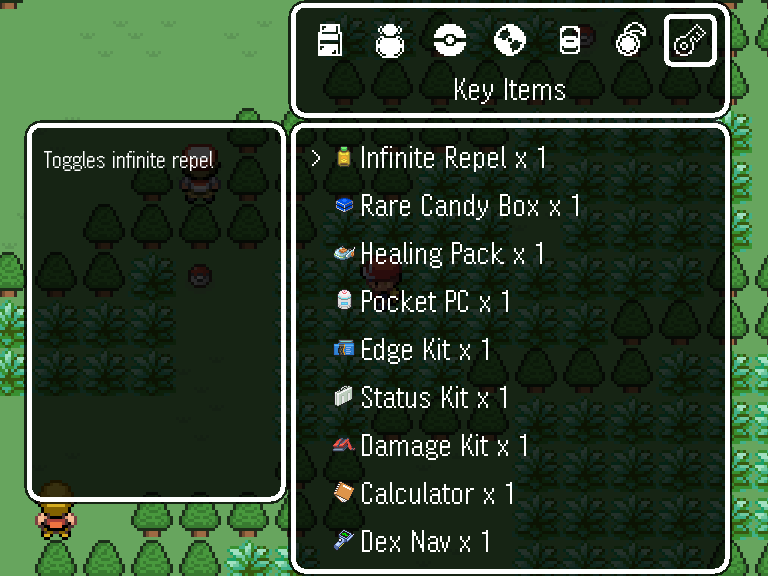 Key Items
Toggles infinite repel
Infinite Repel x 1
Rare Candy Box x 1
Healing Pack x 1
Pocket PC x 1
Edge Kit x 1
Status Kit x 1
Damage Kit x 1
Calculator x 1
Dex Nav x 1